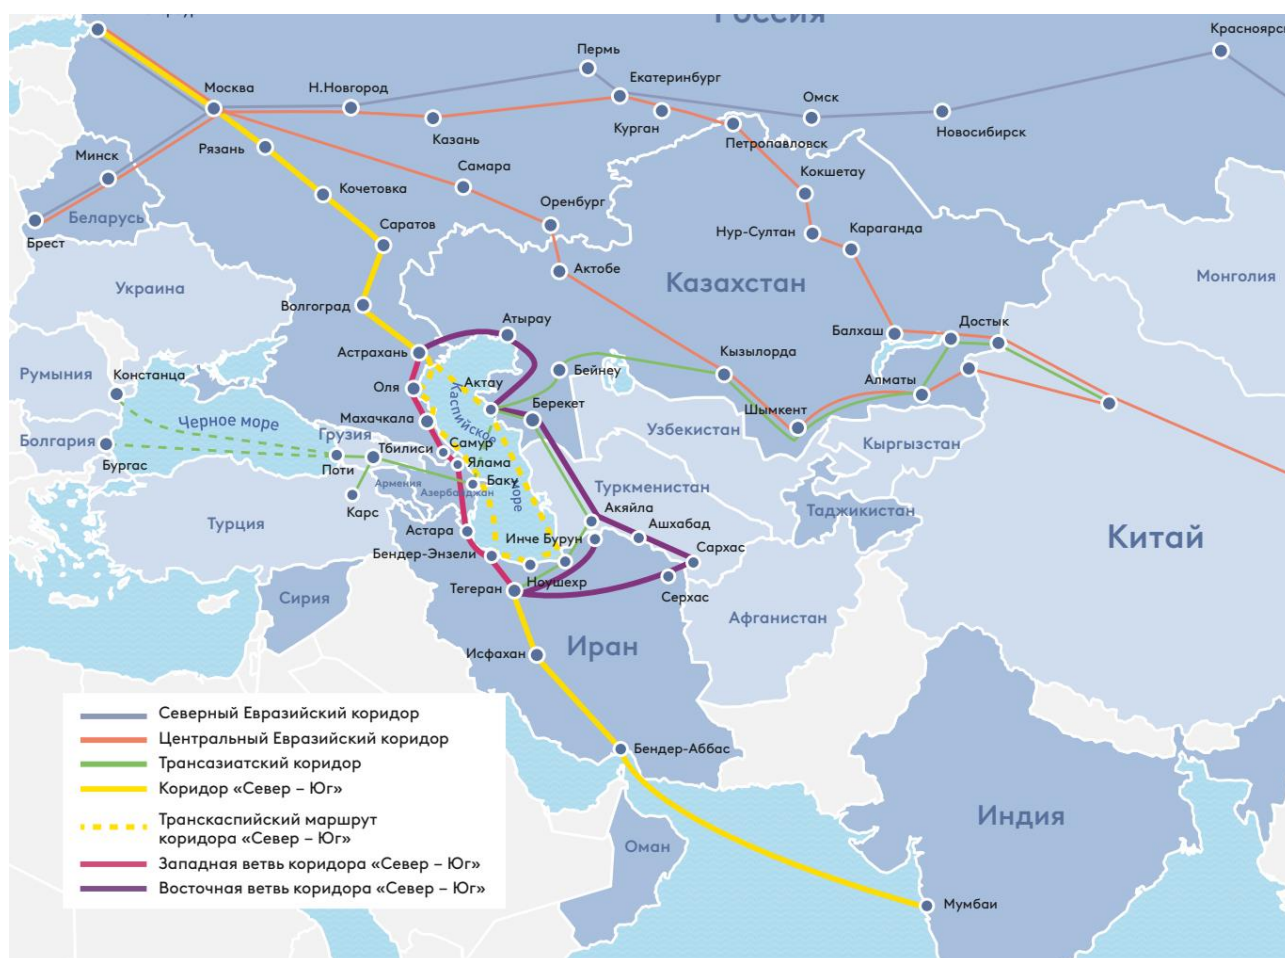 Россия
Красноярск
Пермь
Екатеринбург
Москва
Н.Новгород
Омск
Казань
Курган
Новосибирск
Петропавловск
Рязань
Минск
Самара
Кокшетау
Кочетовка
Беларусь
Оренбург
Брест
Саратов
Нур-Султан
Караганда
Актобе
Монголия
Украина
Казахстан
Волгоград
Атырау
Балхаш
Достык
Астрахань
Кызылорда
Румыния
Констанца
Оля
Актау
Бейнеу
Алматы
Каспийское море
Черное море
Махачкала
Берекет
Шымкент
Узбекистан
Кыргызстан
Болгария
Грузия
Бургас
Тбилиси
Самур
Поти
Ялама
Армения
Азербайджан
Баку
Туркменистан
Карс
Акяйла
Таджикистан
Турция
Астара
Инче Бурун
Ашхабад
Китай
Бендер-Энзели
Сархас
Тегеран
Ноушехр
Серхас
Сирия
Афганистан
Исфахан
Иран
Северный Евразийский коридор
Центральный Евразийский коридор
Трансазиатский коридор
Коридор «Север – Юг»
Транскаспийский маршрут
коридора «Север – Юг»
Западная ветвь коридора «Север – Юг»
Восточная ветвь коридора «Север – Юг»
Бендер-Аббас
Индия
Оман
Мумбаи